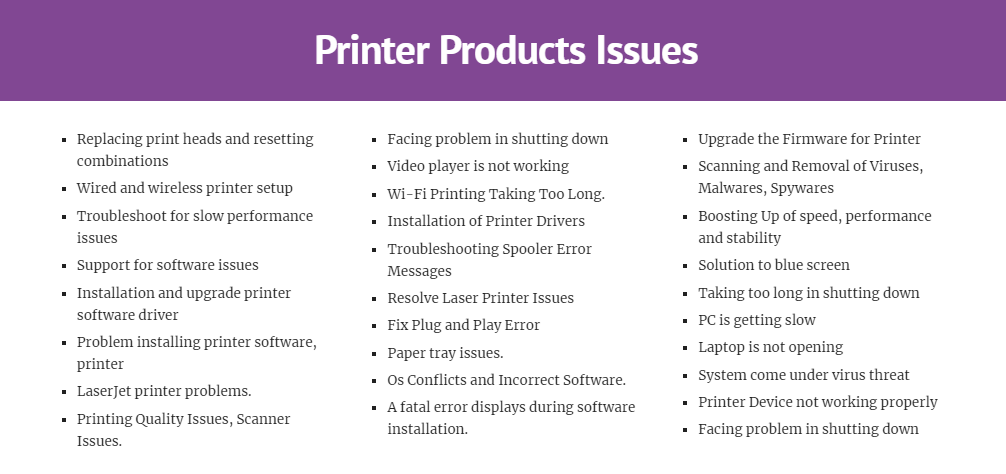 Printer Products Issues
Replacing print heads and resetting
combinations
Wired and wireless printer setup
Troubleshoot for slow performance
issues
Support for software issues
Installation and upgrade printer
software driver
Problem installing printer software,
printer
LaserJet printer problems.
Printing Quality Issues, Scanner
Issues.
Facing problem in shutting down
Video player is not working
Wi-Fi Printing Taking Too Long.
Installation of Printer Drivers
Troubleshooting Spooler Error
Messages
Resolve Laser Printer Issues
Fix Plug and Play Error
Paper tray issues.
Os Conflicts and Incorrect Software.
A fatal error displays during software
installation.
Upgrade the Firmware for Printer
Scanning and Removal of Viruses,
Malwares, Spywares
Boosting Up of speed, performance
and stability
Solution to blue screen
Taking too long in shutting down
PC is getting slow
Laptop is not opening
System come under virus threat
Printer Device not working properly
Facing problem in shutting down